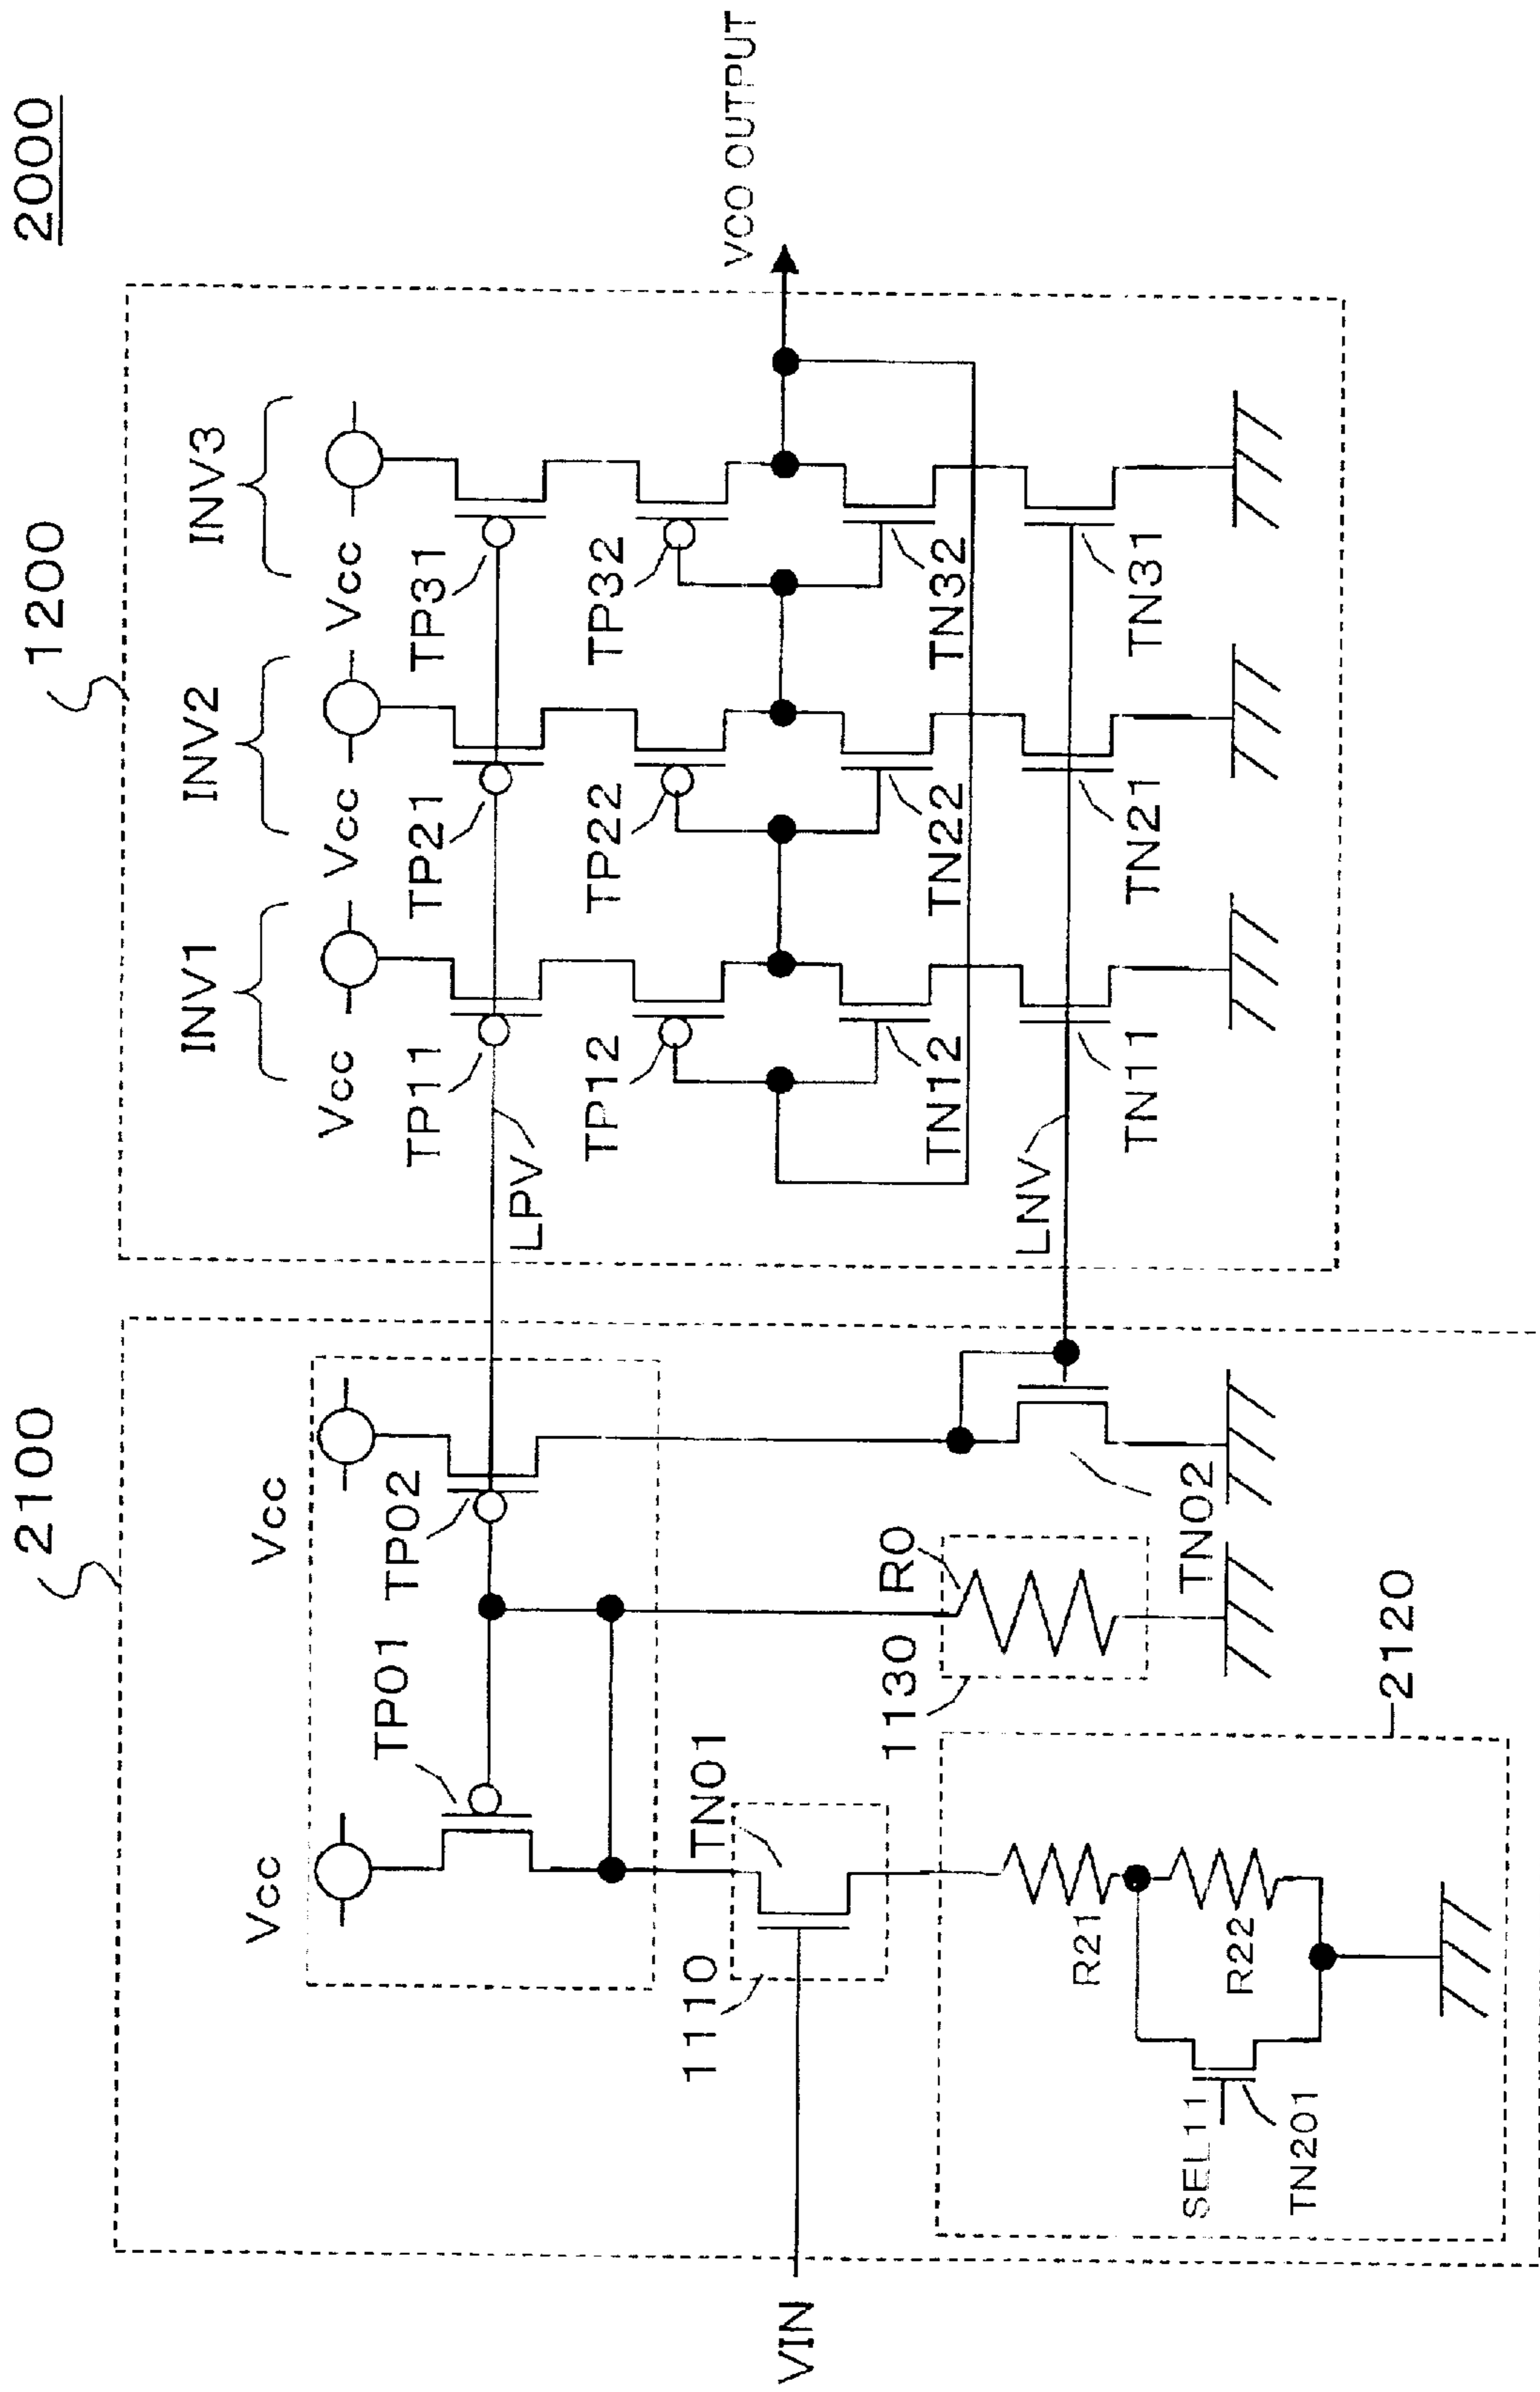 2000
2100
1200
INV1
INV2
INV3
Vcc
Vcc
Vcc
Vcc
Vcc
TP01
TP02
TP11
TP21
TP31
LPV
TP12
TP22
TP32
VCO OUTPUT
1110
TN01
VIN
1130
R0
TN12
TN22
TN32
LNV
TN02
TN11
TN21
TN31
R21
R22
SEL11
TN201
2120